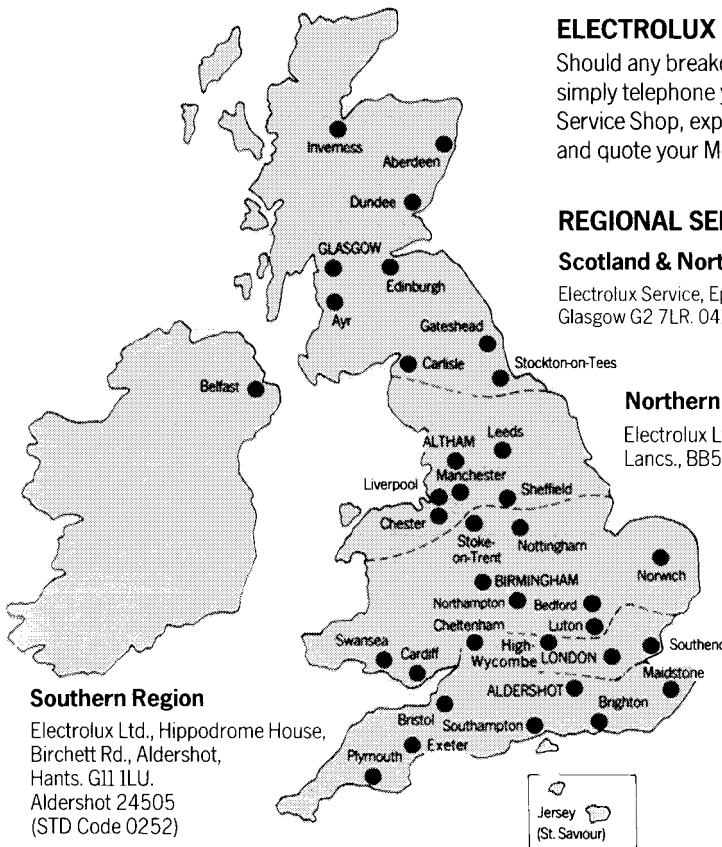 ELECTROLUX
Should any break
simply telephone
Service Shop, exp
and quote your M
REGIONAL SE
Scotland & Nort
Electrolux Service, E
Glasgow G2 7LR. 04
Northern
Electrolux L
Lancs., BB5
Inverness
Aberdeen
Dundee
GLASGOW
Edinburgh
Ayr
Gateshead
Carlisle
Stockton-on-Tees
Belfast
ALTHAM
Leeds
Manchester
Liverpool
Sheffield
Chester
Stoke-
on-Trent
Nottingham
BIRMINGHAM
Norwich
Northampton
Bedford
Cheltenham
Luton
Swansea
Cardiff
High-
Wycombe
LONDON
Southend
Maidstone
ALDERSHOT
Bristol
Southampton
Brighton
Plymouth
Exeter
Jersey
(St. Saviour)
Southern Region
Electrolux Ltd., Hippodrome House,
Birchett Rd., Aldershot,
Hants. G11 1LU.
Aldershot 24505
(STD Code 0252)